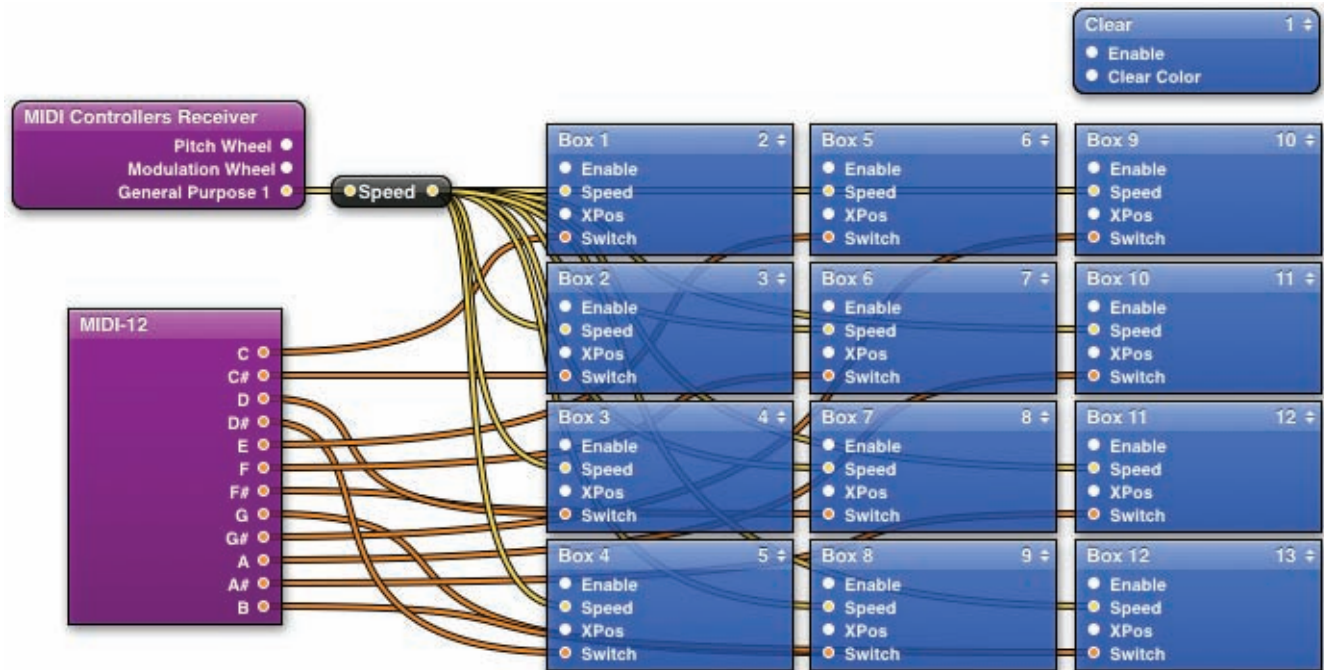 Clear 1
Enable
Clear Color
MIDI Controllers Receiver
Pitch Wheel
Modulation Wheel
General Purpose 1
Speed
MIDI-12
C
C#
D
D#
E
F
F#
G
G#
A
A#
B
Box 1 2
Enable
Speed
XPos
Switch
Box 2 3
Enable
Speed
XPos
Switch
Box 3 4
Enable
Speed
XPos
Switch
Box 4 5
Enable
Speed
XPos
Switch
Box 5 6
Enable
Speed
XPos
Switch
Box 6 7
Enable
Speed
XPos
Switch
Box 7 8
Enable
Speed
XPos
Switch
Box 8 9
Enable
Speed
XPos
Switch
Box 9 10
Enable
Speed
XPos
Switch
Box 10 11
Enable
Speed
XPos
Switch
Box 11 12
Enable
Speed
XPos
Switch
Box 12 13
Enable
Speed
XPos
Switch